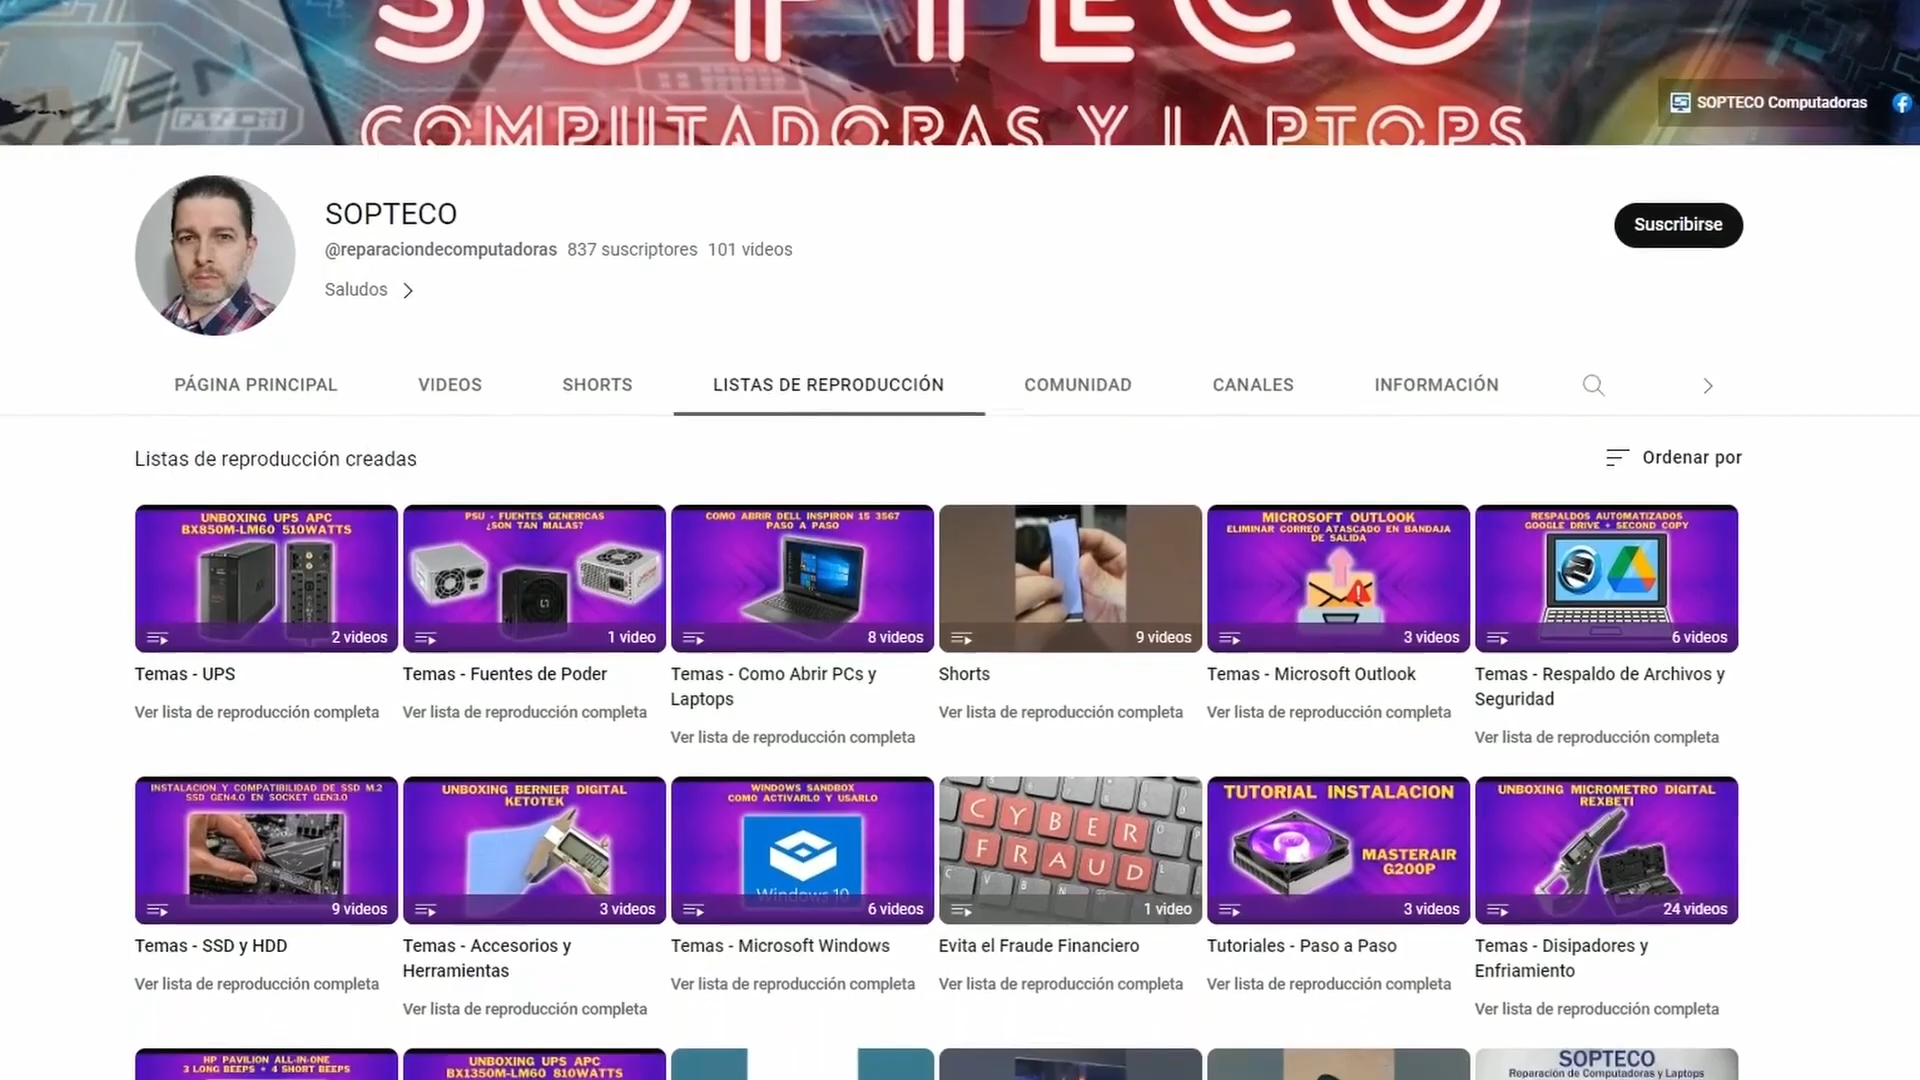 SOPTECO
COMPUTADORAS Y LAPTOPS
SOPTECO Computadoras
SOPTECO
@reparaciondecomputadoras 837 suscriptores 101 videos
Saludos
Suscribirse
PÁGINA PRINCIPAL VIDEOS SHORTS LISTAS DE REPRODUCCIÓN COMUNIDAD CANALES INFORMACIÓN
Listas de reproducción creadas
Ordenar por
UNBOXING UPS APC
BX850M-LM60 510WATTS
2 videos
Temas - UPS
Ver lista de reproducción completa
PSU - FUENTES GENERICAS
¿SON TAN MALAS?
1 video
Temas - Fuentes de Poder
Ver lista de reproducción completa
COMO ABRIR DELL INSPIRON 15 3567
PASO A PASO
8 videos
Temas - Como Abrir PCs y
Laptops
Ver lista de reproducción completa
9 videos
Shorts
Ver lista de reproducción completa
MICROSOFT OUTLOOK
ELIMINAR CORREO ATASCADO EN BANDAJA
DE SALIDA
3 videos
Temas - Microsoft Outlook
Ver lista de reproducción completa
RESPALDOS AUTOMATIZADOS
GOOGLE DRIVE + SECOND COPY
6 videos
Temas - Respaldo de Archivos y
Seguridad
Ver lista de reproducción completa
INSTALACION Y COMPATIBILIDAD DE SSD M.2
SSD GEN4.0 EN SOCKET GEN3.0
9 videos
Temas - SSD y HDD
Ver lista de reproducción completa
UNBOXING BERNIER DIGITAL
KETOTEK
3 videos
Temas - Accesorios y
Herramientas
Ver lista de reproducción completa
WINDOWS SANDBOX
COMO ACTIVARLO Y USARLO
Windows 10
6 videos
Temas - Microsoft Windows
Ver lista de reproducción completa
CYBER
FRAUD
1 video
Evita el Fraude Financiero
Ver lista de reproducción completa
TUTORIAL INSTALACION
MASTERAIR
G200P
3 videos
Tutoriales - Paso a Paso
Ver lista de reproducción completa
UNBOXING MICROMETRO DIGITAL
REXBETI
24 videos
Temas - Disipadores y
Enfriamiento
Ver lista de reproducción completa
HP PAVILION ALL-IN-ONE
3 LONG BEEPS + 4 SHORT BEEPS
UNBOXING UPS APC
BX1350M-LM60 810WATTS
SOPTECO
Reparación de Computadoras y Laptops